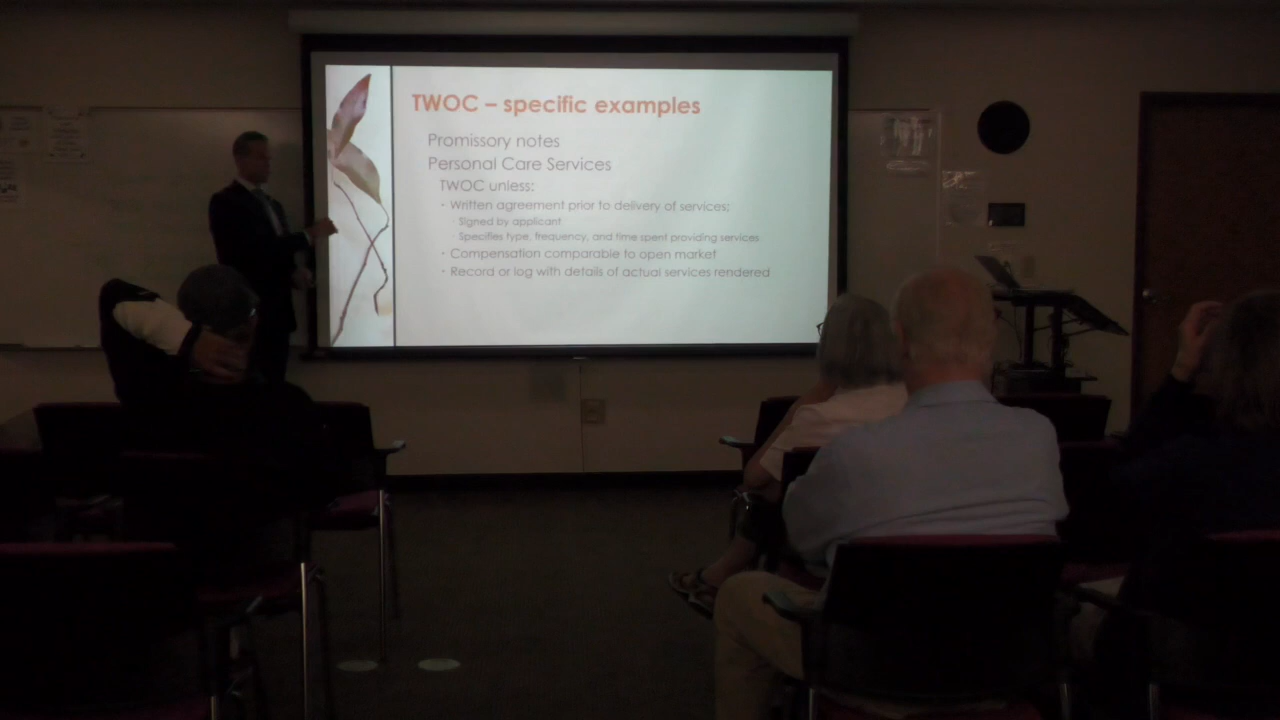 TWOC – specific examples
Promissory notes
Personal Care Services
TWOC unless:
- Written agreement prior to delivery of services;
- Signed by applicant
- Specifies type, frequency, and time spent providing services
- Compensation comparable to open market
- Record or log with details of actual services rendered